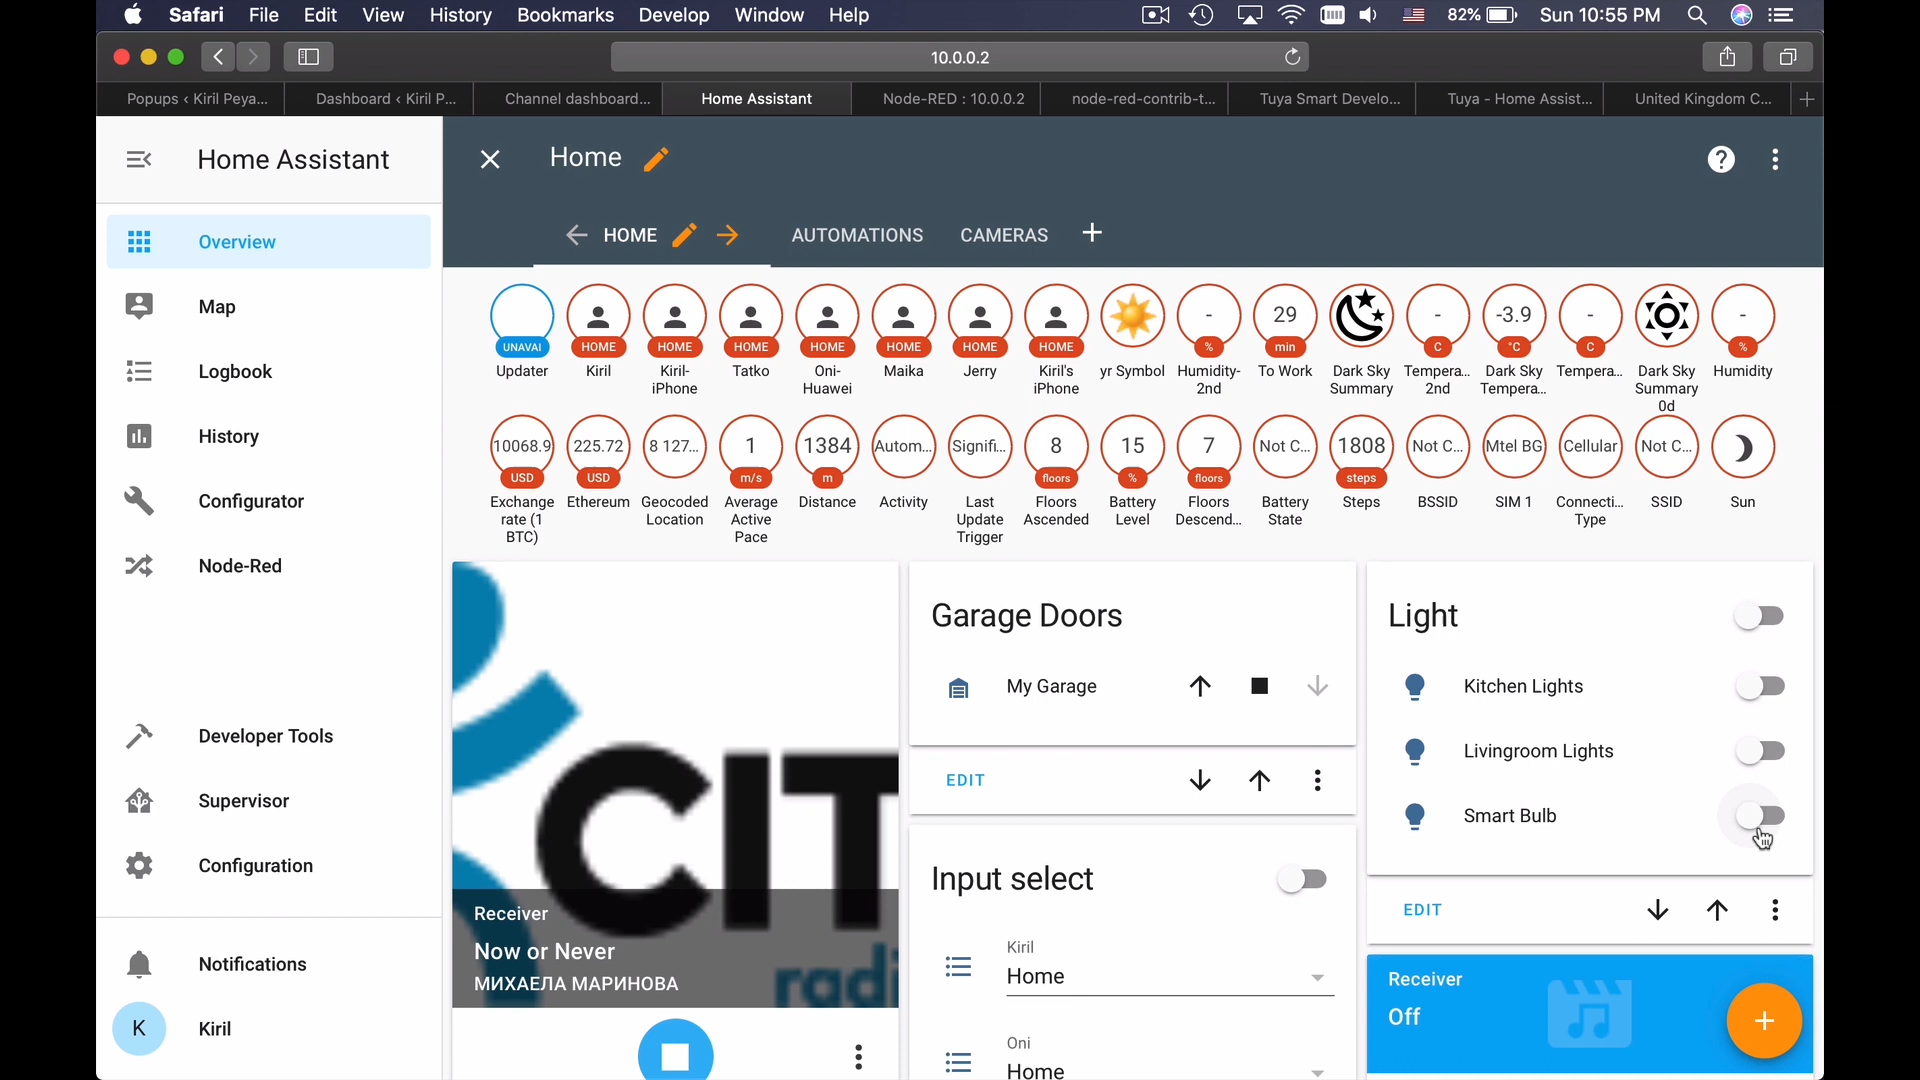 Safari File Edit View History Bookmarks Develop Window Help
82% Sun 10:55 PM
10.0.0.2
Popups < Kiril Peya... Dashboard < Kiril P... Channel dashboard... Home Assistant Node-RED : 10.0.0.2 node-red-contrib-t... Tuya Smart Develo... Tuya - Home Assist... United Kingdom C... +
Home Assistant
Overview
Map
Logbook
History
Configurator
Node-Red
Developer Tools
Supervisor
Configuration
Notifications
K Kiril
Home
HOME AUTOMATIONS CAMERAS +
- 29 - -3.9 - -
UNAVAI HOME HOME HOME HOME HOME HOME HOME % min C °C C %
Updater Kiril Kiril- Tatko Oni- Maika Jerry Kiril's yr Symbol Humidity- To Work Dark Sky Tempera... Dark Sky Tempera... Dark Sky Humidity
iPhone Huawei iPhone 2nd Summary 2nd Tempera... Summary
0d
10068.9 225.72 8 127... 1 1384 Autom... Signifi... 8 15 7 Not C... 1808 Not C... Mtel BG Cellular Not C...
USD USD m/s m floors % floors steps
Exchange Ethereum Geocoded Average Distance Activity Last Floors Battery Floors Battery Steps BSSID SIM 1 Connecti... SSID Sun
rate (1 Location Active Update Ascended Level Descend... State Type
BTC) Pace Trigger
CIT
radi
Receiver
Now or Never
МИХАЕЛА МАРИНОВА
Garage Doors
My Garage
EDIT
Input select
Kiril
Home
Oni
Home
Light
Kitchen Lights
Livingroom Lights
Smart Bulb
EDIT
Receiver
Off
+